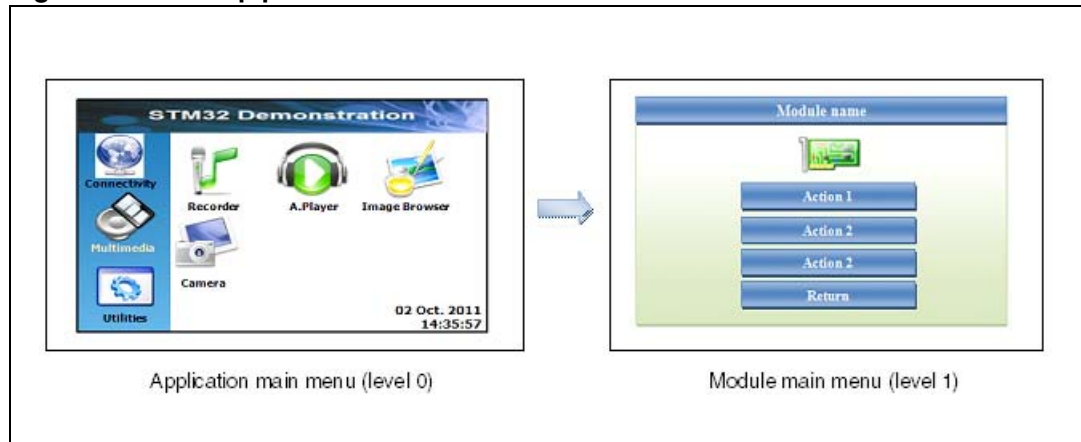 STM32 Demonstration
Connectivity
Multimedia
Utilities
Recorder
A.Player
Image Browser
Camera
02 Oct. 2011
14:35:57
Application main menu (level 0)
Module name
Action 1
Action 2
Action 2
Return
Module main menu (level 1)